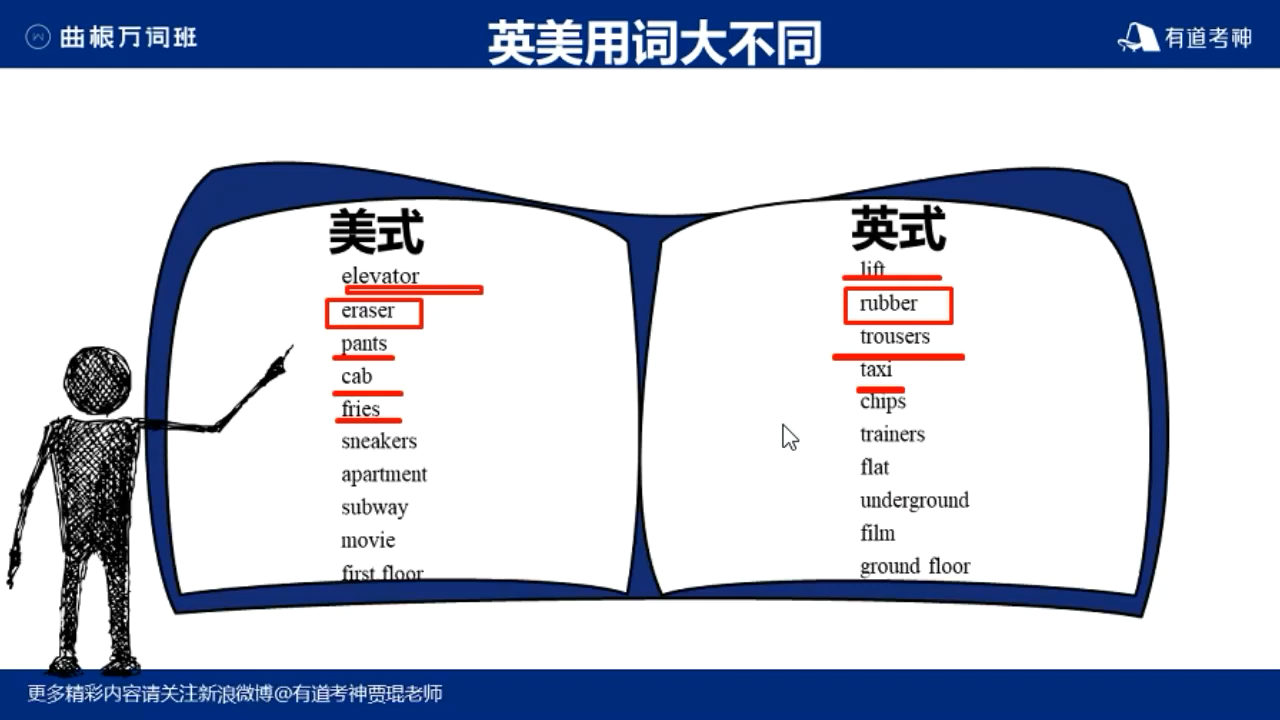 曲根万词班
英美用词大不同
有道考神
美式
elevator
eraser
pants
cab
fries
sneakers
apartment
subway
movie
first floor
英式
lift
rubber
trousers
taxi
chips
trainers
flat
underground
film
ground floor
更多精彩内容请关注新浪微博@有道考神贾琨老师